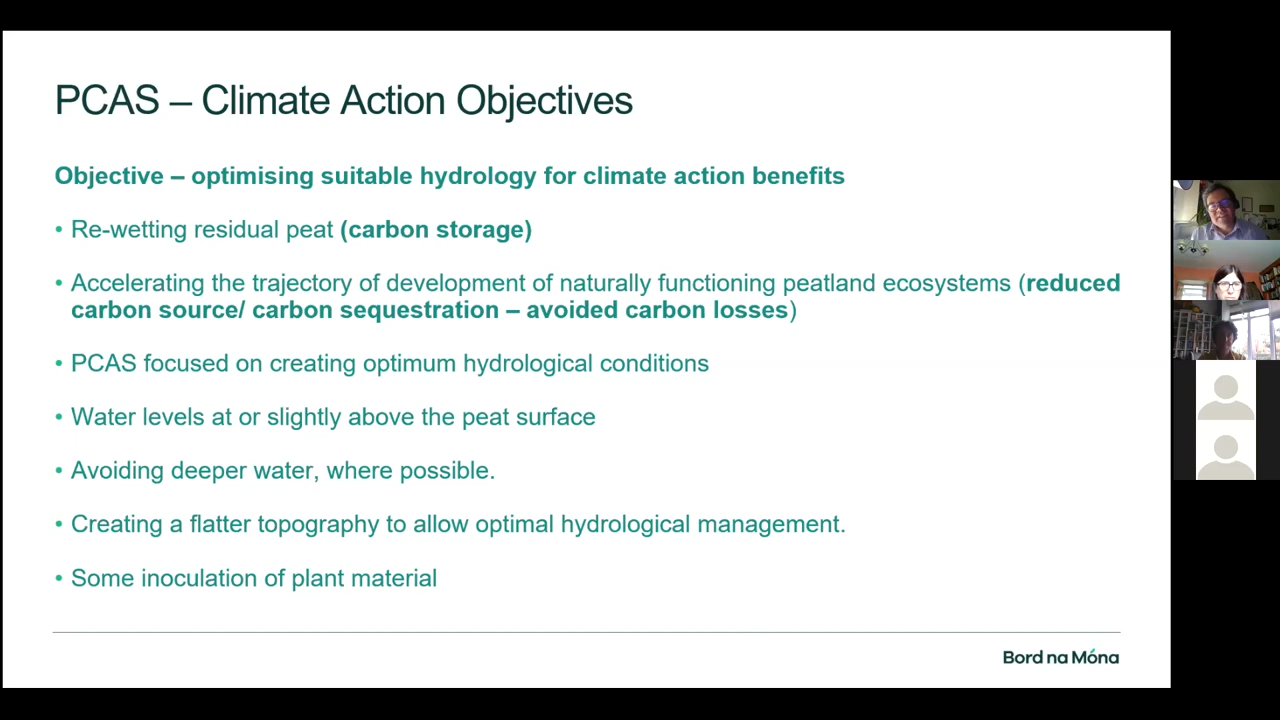 PCAS – Climate Action Objectives
Objective – optimising suitable hydrology for climate action benefits
• Re-wetting residual peat (carbon storage)
• Accelerating the trajectory of development of naturally functioning peatland ecosystems (reduced
carbon source/ carbon sequestration – avoided carbon losses)
• PCAS focused on creating optimum hydrological conditions
• Water levels at or slightly above the peat surface
• Avoiding deeper water, where possible.
• Creating a flatter topography to allow optimal hydrological management.
• Some inoculation of plant material
Bord na Móna